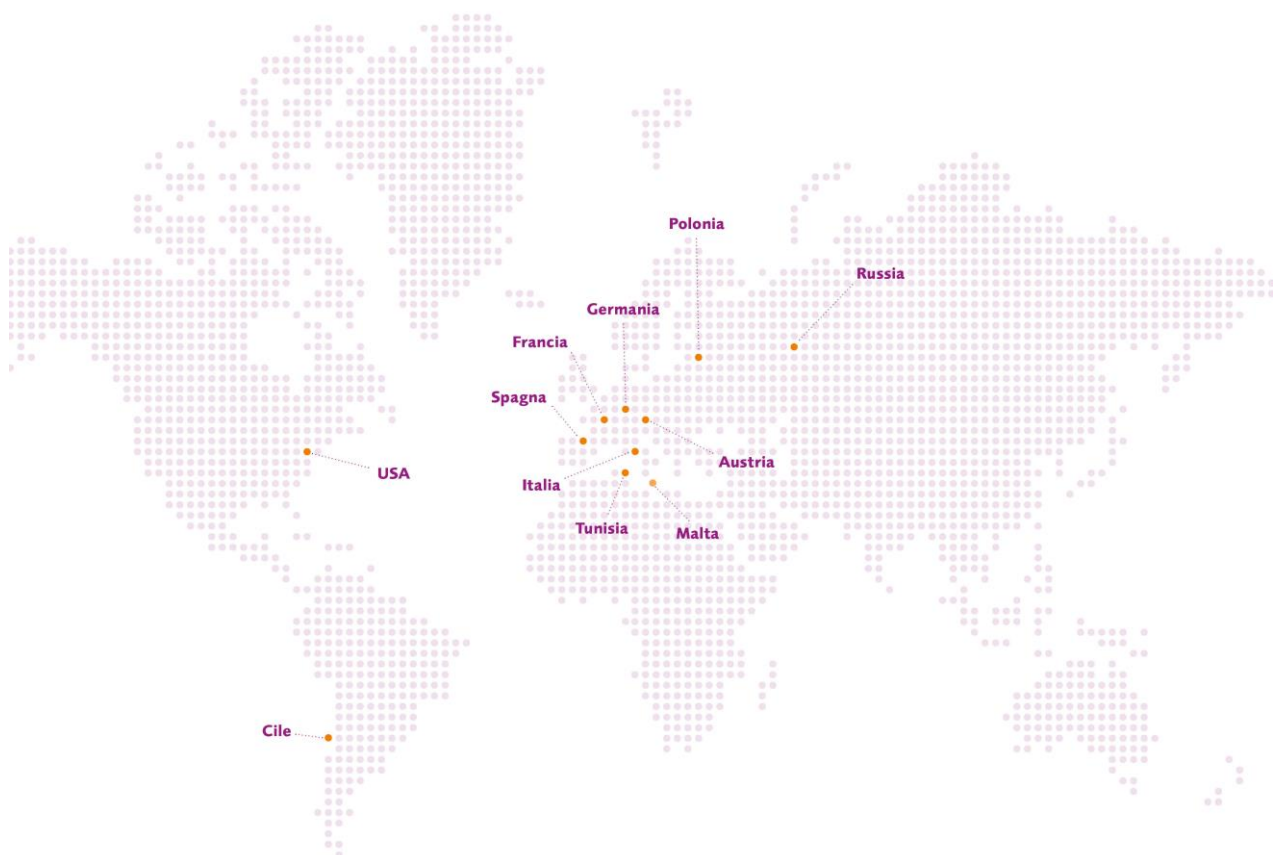 Polonia
Russia
Germania
Francia
Spagna
Austria
USA
Italia
Tunisia
Malta
Cile